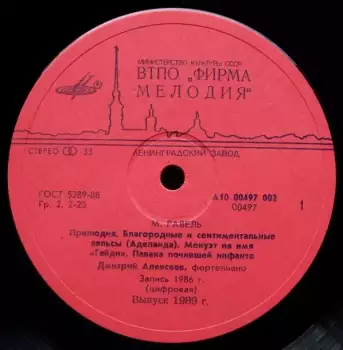 МИНИСТЕРСТВО КУЛЬТУРЫ СССР
ВТПО „ФИРМА
МЕЛОДИЯ"
СТЕРЕО 33
ЛЕНИНГРАДСКИЙ ЗАВОД
ГОСТ 5289-88
Гр. 2. 2-25
А10 00497 003
00497
1
М. РАВЕЛЬ
Прелюдия. Благородные и сентиментальные
вальсы (Аделаида). Менуэт на имя
«Гайдн». Павана почившей инфанте
Дмитрий Алексеев, фортепиано
Запись 1986 г.
(цифровая)
Выпуск 1989 г.